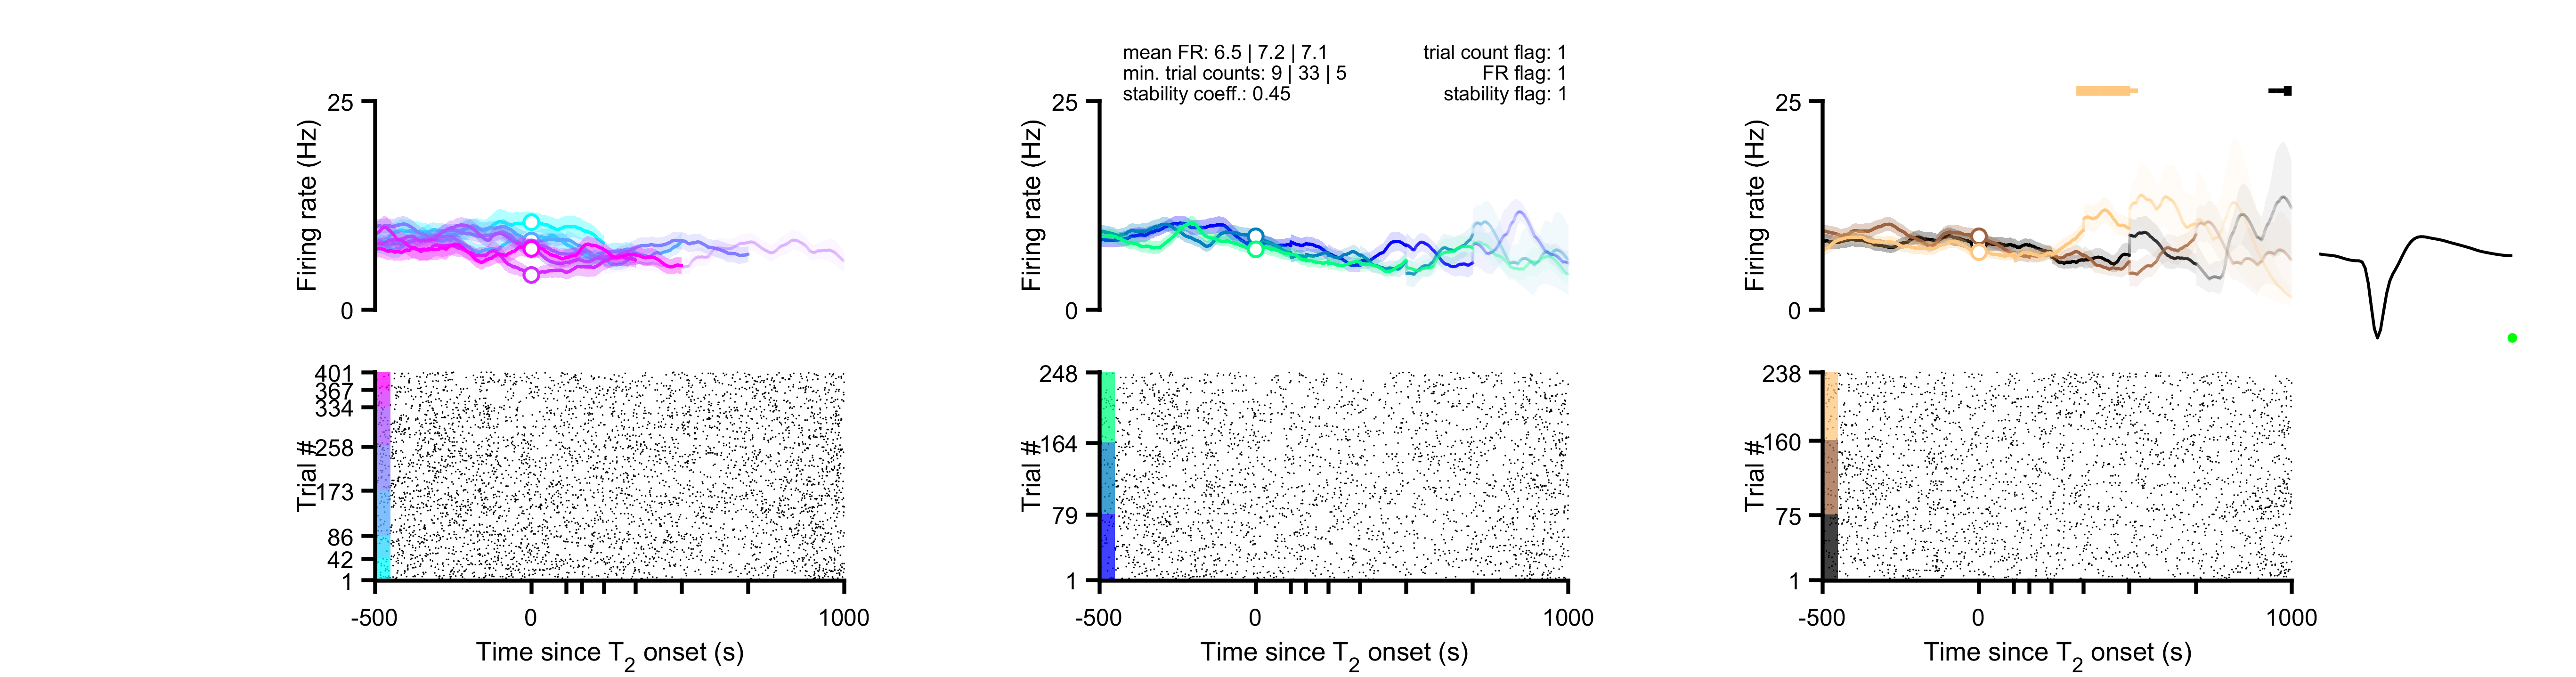 mean FR: 6.5 | 7.2 | 7.1
min. trial counts: 9 | 33 | 5
stability coeff.: 0.45
trial count flag: 1
FR flag: 1
stability flag: 1
25
Firing rate (Hz)
0
25
Firing rate (Hz)
0
25
Firing rate (Hz)
0
401
367
334
258
173
86
42
1
Trial #
-500
0
1000
Time since T2 onset (s)
248
164
79
1
Trial #
-500
0
1000
Time since T2 onset (s)
238
160
75
1
Trial #
-500
0
1000
Time since T2 onset (s)